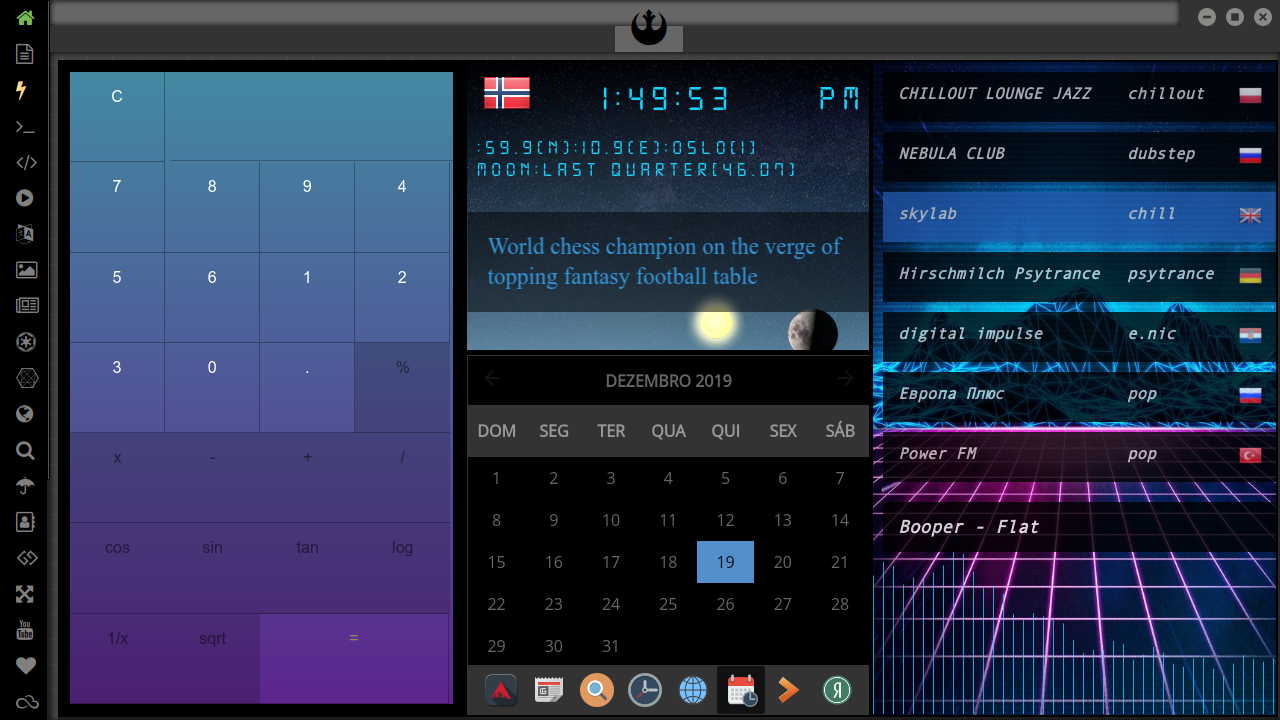 C
7 8 9 4
5 6 1 2
3 0 . %
x - + /
cos sin tan log
1/x sqrt =
1:49:53 PM
:59.9(N):10.9(E):OSLO[1]
MOON:LAST QUARTER[46.07]
World chess champion on the verge of
topping fantasy football table
DEZEMBRO 2019
DOM SEG TER QUA QUI SEX SÁB
1 2 3 4 5 6 7
8 9 10 11 12 13 14
15 16 17 18 19 20 21
22 23 24 25 26 27 28
29 30 31
CHILLOUT LOUNGE JAZZ chillout
NEBULA CLUB dubstep
skylab chill
Hirschmilch Psytrance psytrance
digital impulse e.nic
Европа Плюс pop
Power FM pop
Booper - Flat
You
Tube
Я